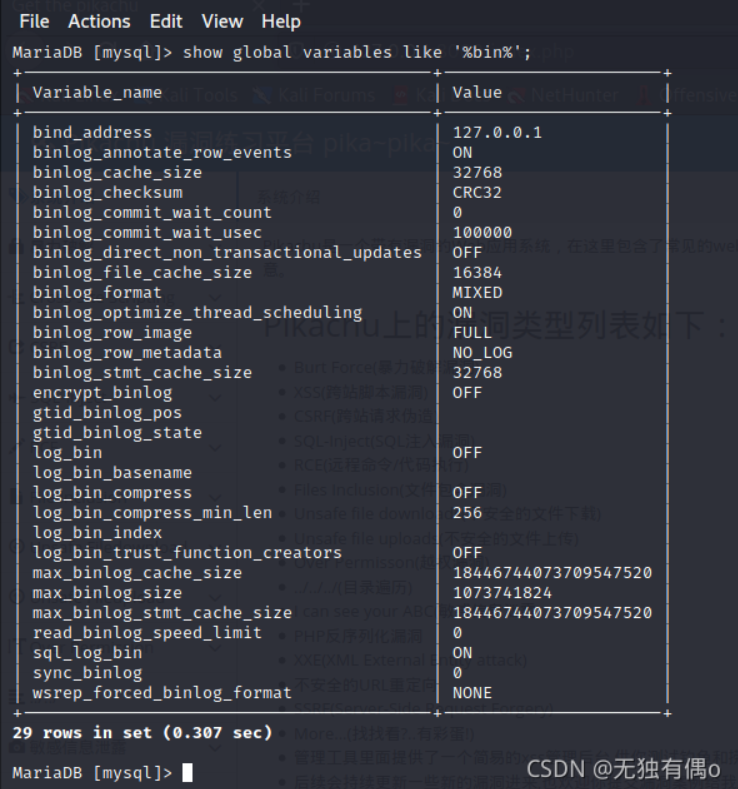 File Actions Edit View Help
MariaDB [mysql]> show global variables like '%bin%';
| Variable_name | Value |
| bind_address | 127.0.0.1 |
| binlog_annotate_row_events | ON |
| binlog_cache_size | 32768 |
| binlog_checksum | CRC32 |
| binlog_commit_wait_count | 0 |
| binlog_commit_wait_usec | 100000 |
| binlog_direct_non_transactional_updates | OFF |
| binlog_file_cache_size | 16384 |
| binlog_format | MIXED |
| binlog_optimize_thread_scheduling | ON |
| binlog_row_image | FULL |
| binlog_row_metadata | NO_LOG |
| binlog_stmt_cache_size | 32768 |
| encrypt_binlog | OFF |
| gtid_binlog_pos | |
| gtid_binlog_state | |
| log_bin | OFF |
| log_bin_basename | |
| log_bin_compress | OFF |
| log_bin_compress_min_len | 256 |
| log_bin_index | |
| log_bin_trust_function_creators | OFF |
| max_binlog_cache_size | 18446744073709547520 |
| max_binlog_size | 1073741824 |
| max_binlog_stmt_cache_size | 18446744073709547520 |
| read_binlog_speed_limit | 0 |
| sql_log_bin | ON |
| sync_binlog | 0 |
| wsrep_forced_binlog_format | NONE |
29 rows in set (0.307 sec)
MariaDB [mysql]>
CSDN @无独有偶o